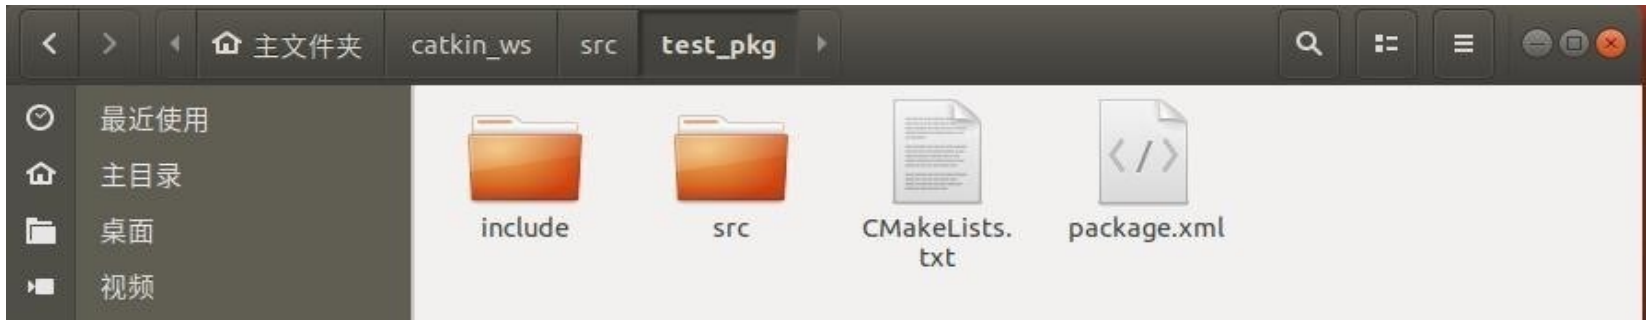 主文件夹 catkin_ws src test_pkg
最近使用
主目录
桌面
视频
include src CMakeLists. package.xml
txt